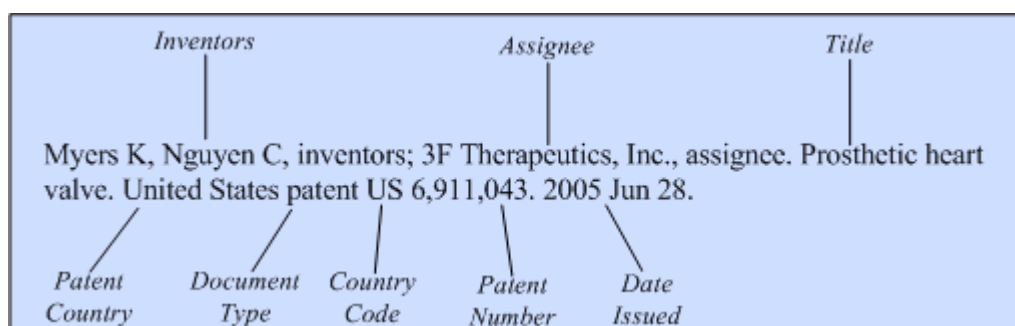 Inventors Assignee Title
Myers K, Nguyen C, inventors; 3F Therapeutics, Inc., assignee. Prosthetic heart
valve. United States patent US 6,911,043. 2005 Jun 28.
Patent Document Country Patent Date
Country Type Code Number Issued